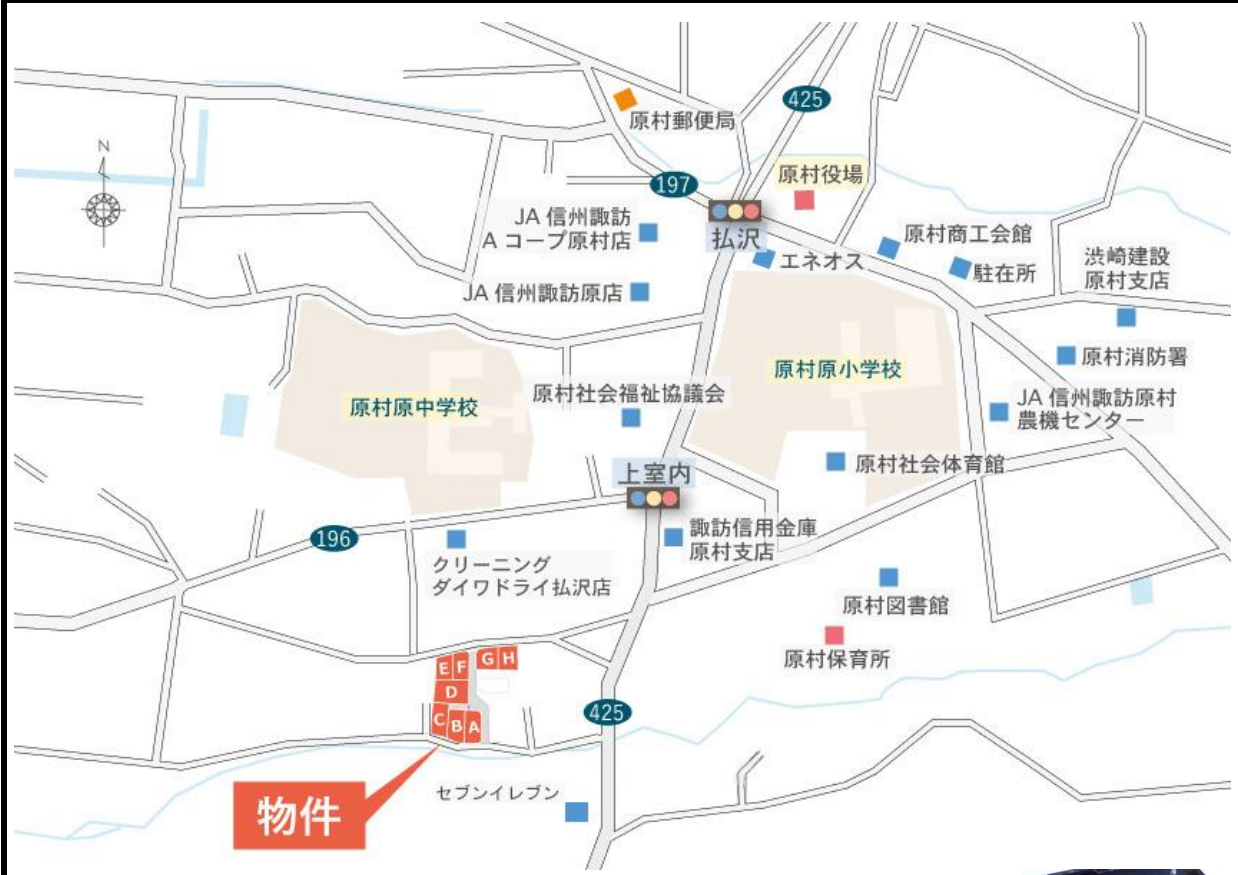 425
原村郵便局
N
197
原村役場
JA 信州諏訪
A コープ原村店
払沢
原村商工会館
エネオス
駐在所
渋崎建設
原村支店
JA 信州諏訪原店
原村消防署
原村原小学校
原村社会福祉協議会
原村原中学校
JA 信州諏訪原村
農機センター
原村社会体育館
上室内
196
諏訪信用金庫
原村支店
クリーニング
ダイワドライ払沢店
原村図書館
原村保育所
E F G H
D
C B A
425
セブンイレブン
物件